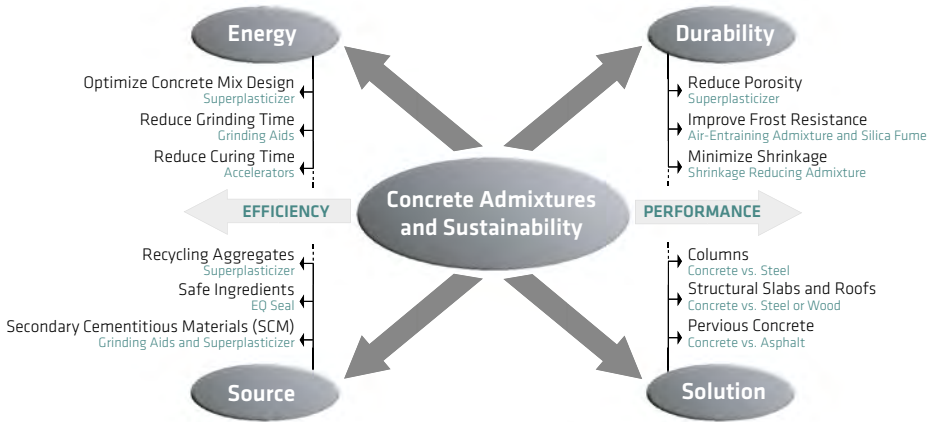 Energy
Optimize Concrete Mix Design
Superplasticizer
Reduce Grinding Time
Grinding Aids
Reduce Curing Time
Accelerators
Durability
Reduce Porosity
Superplasticizer
Improve Frost Resistance
Air-Entraining Admixture and Silica Fume
Minimize Shrinkage
Shrinkage Reducing Admixture
EFFICIENCY
Concrete Admixtures
and Sustainability
PERFORMANCE
Recycling Aggregates
Superplasticizer
Safe Ingredients
EQ Seal
Secondary Cementitious Materials (SCM)
Grinding Aids and Superplasticizer
Source
Columns
Concrete vs. Steel
Structural Slabs and Roofs
Concrete vs. Steel or Wood
Pervious Concrete
Concrete vs. Asphalt
Solution